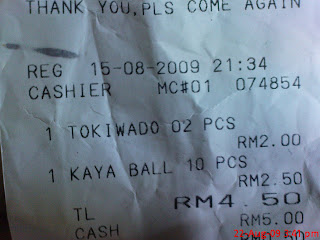 THANK YOU,PLS COME AGAIN
REG 15-08-2009 21:34
CASHIER MC#01 074854
1 TOKIWADO 02 PCS
RM2.00
1 KAYA BALL 10 PCS
RM2.50
TL RM4.50
CASH RM5.00